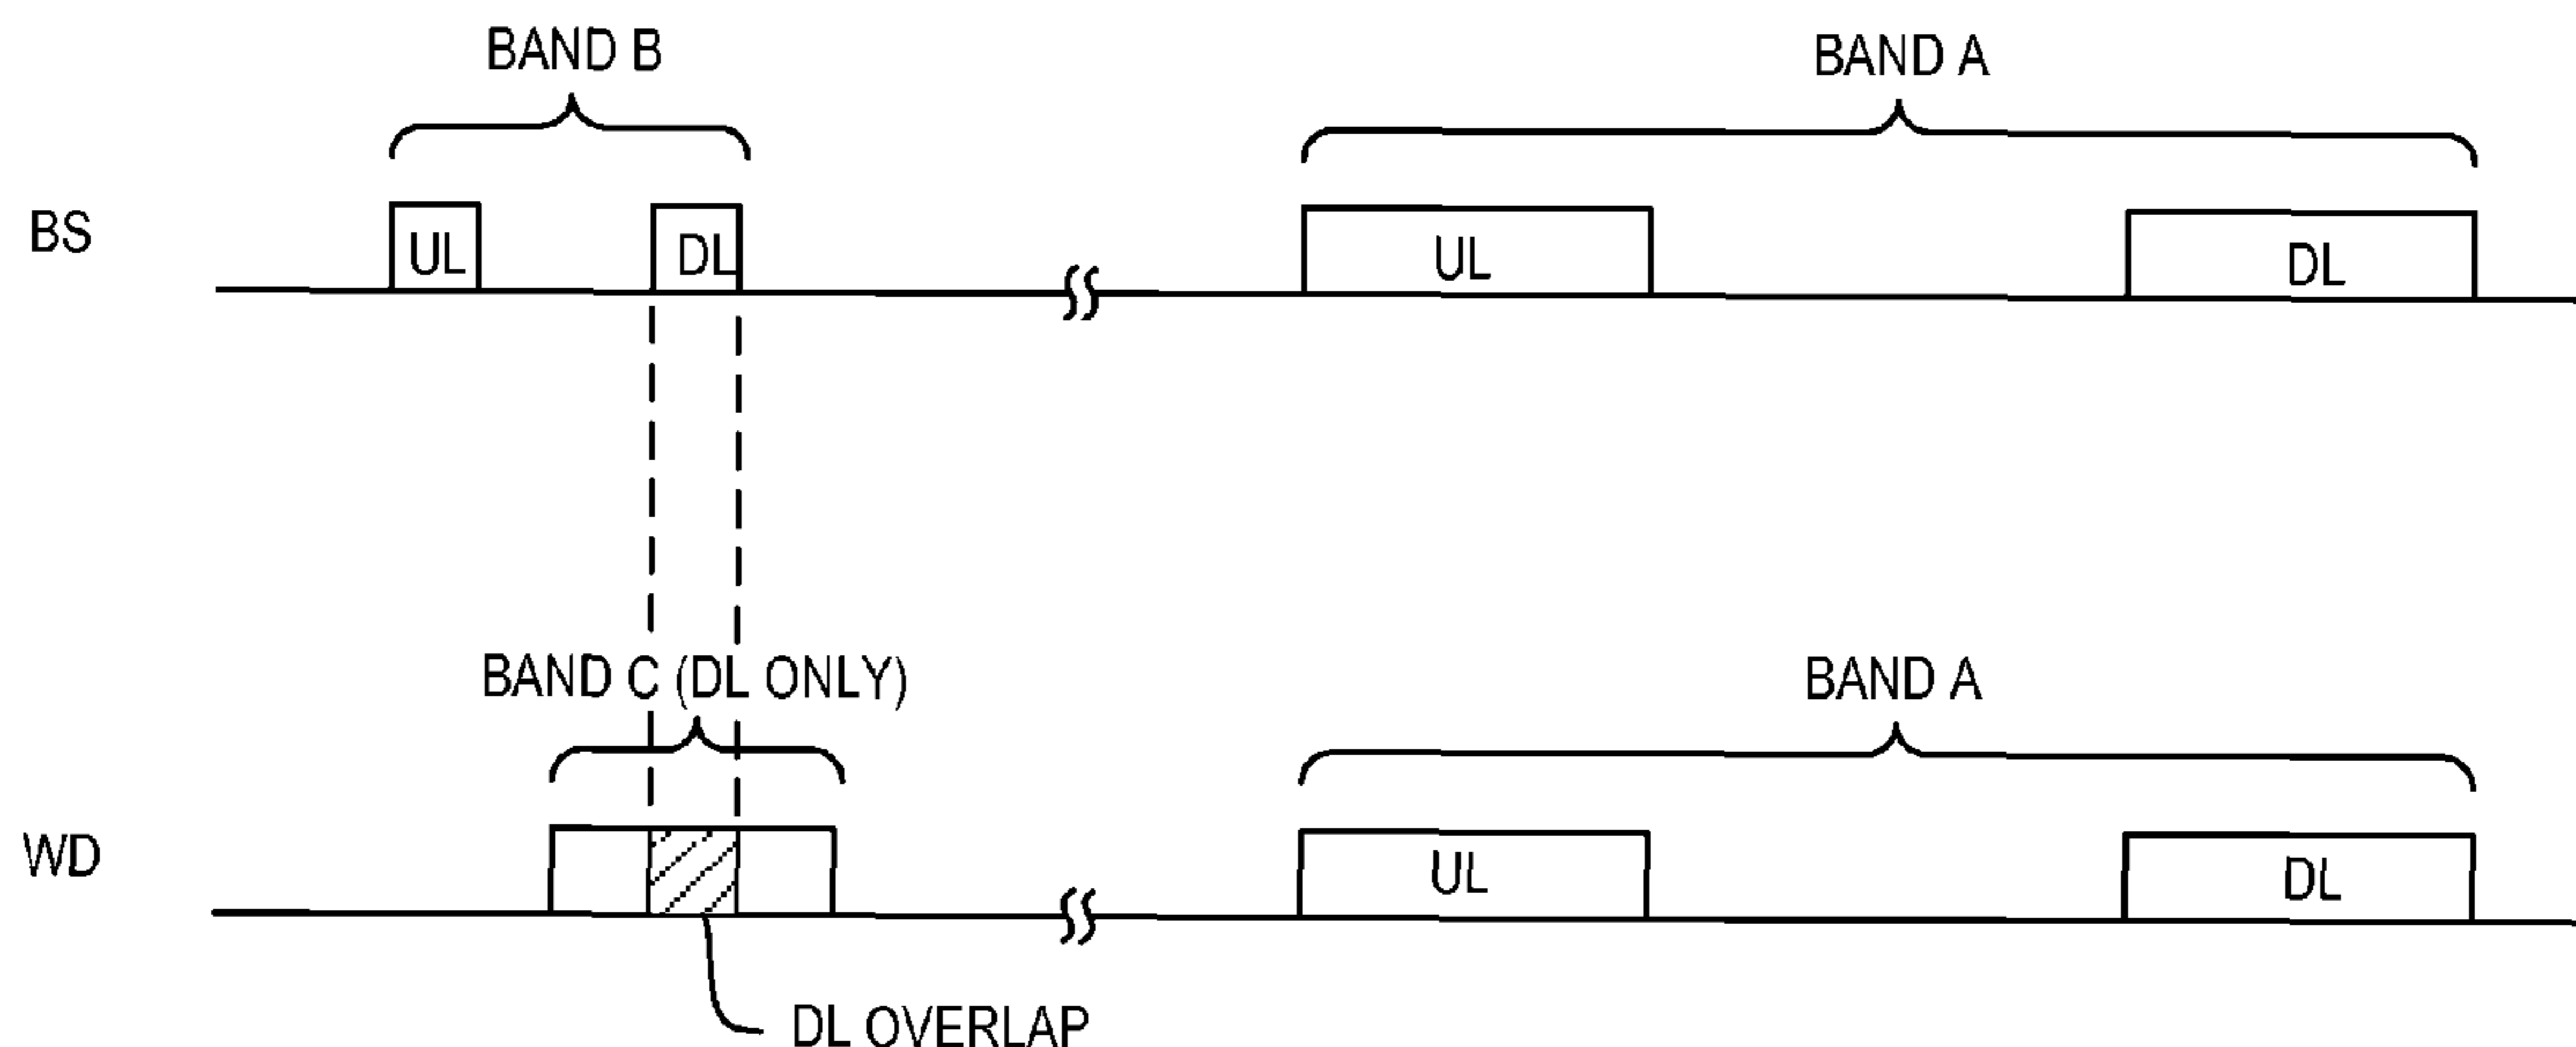 BAND B
BAND A
BS
UL
DL
UL
DL
BAND C (DL ONLY)
BAND A
WD
UL
DL
DL OVERLAP